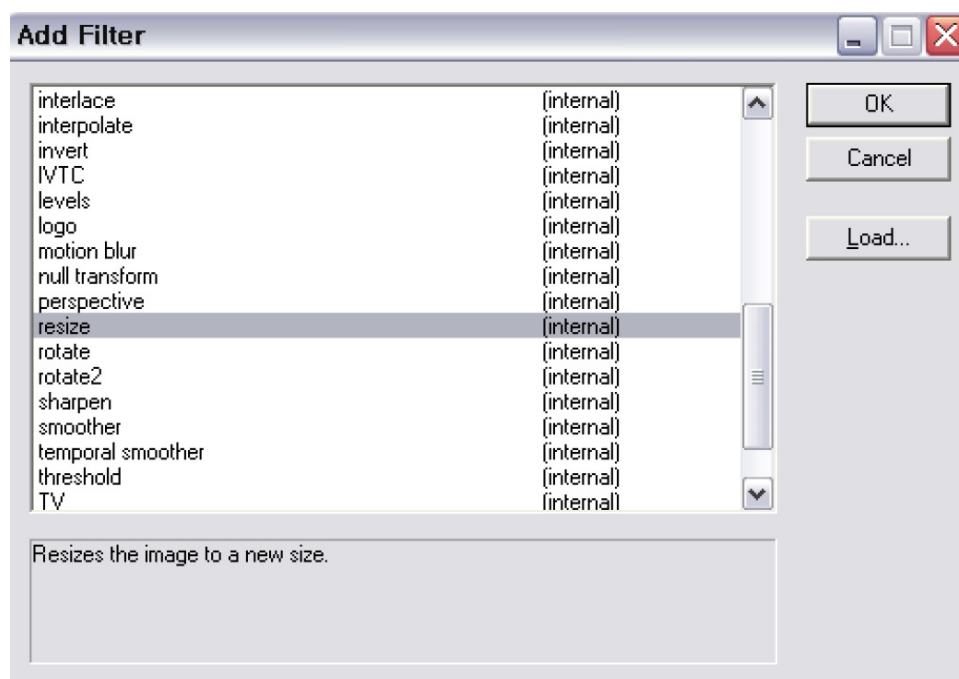 Add Filter
interlace (internal)
interpolate (internal)
invert (internal)
IVTC (internal)
levels (internal)
logo (internal)
motion blur (internal)
null transform (internal)
perspective (internal)
resize (internal)
rotate (internal)
rotate2 (internal)
sharpen (internal)
smoother (internal)
temporal smoother (internal)
threshold (internal)
TV (internal)
OK
Cancel
Load...
Resizes the image to a new size.